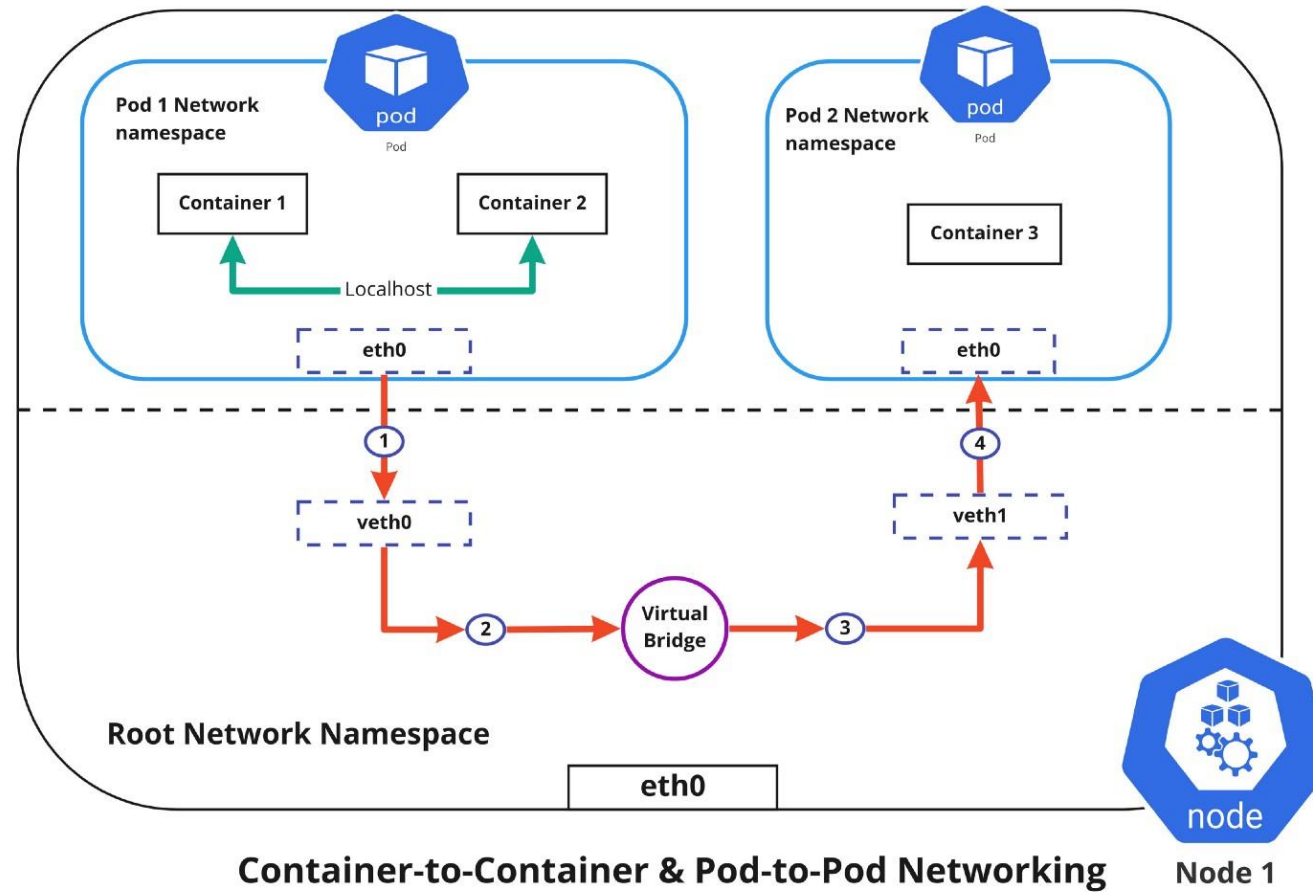 pod
Pod
Pod 1 Network
namespace
Container 1
Container 2
Localhost
eth0
pod
Pod
Pod 2 Network
namespace
Container 3
eth0
1
4
veth0
veth1
2
Virtual
Bridge
3
Root Network Namespace
eth0
node
Container-to-Container & Pod-to-Pod Networking
Node 1